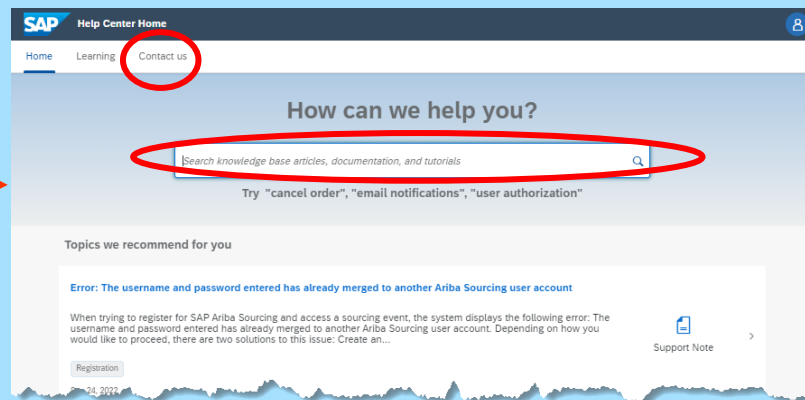 SAP Help Center Home
Home Learning Contact us
How can we help you?
Search knowledge base articles, documentation, and tutorials
Try "cancel order", "email notifications", "user authorization"
Topics we recommend for you
Error: The username and password entered has already merged to another Ariba Sourcing user account
When trying to register for SAP Ariba Sourcing and access a sourcing event, the system displays the following error: The
username and password entered has already merged to another Ariba Sourcing user account. Depending on how you
would like to proceed, there are two solutions to this issue: Create an...
Support Note
Registration
24, 2022